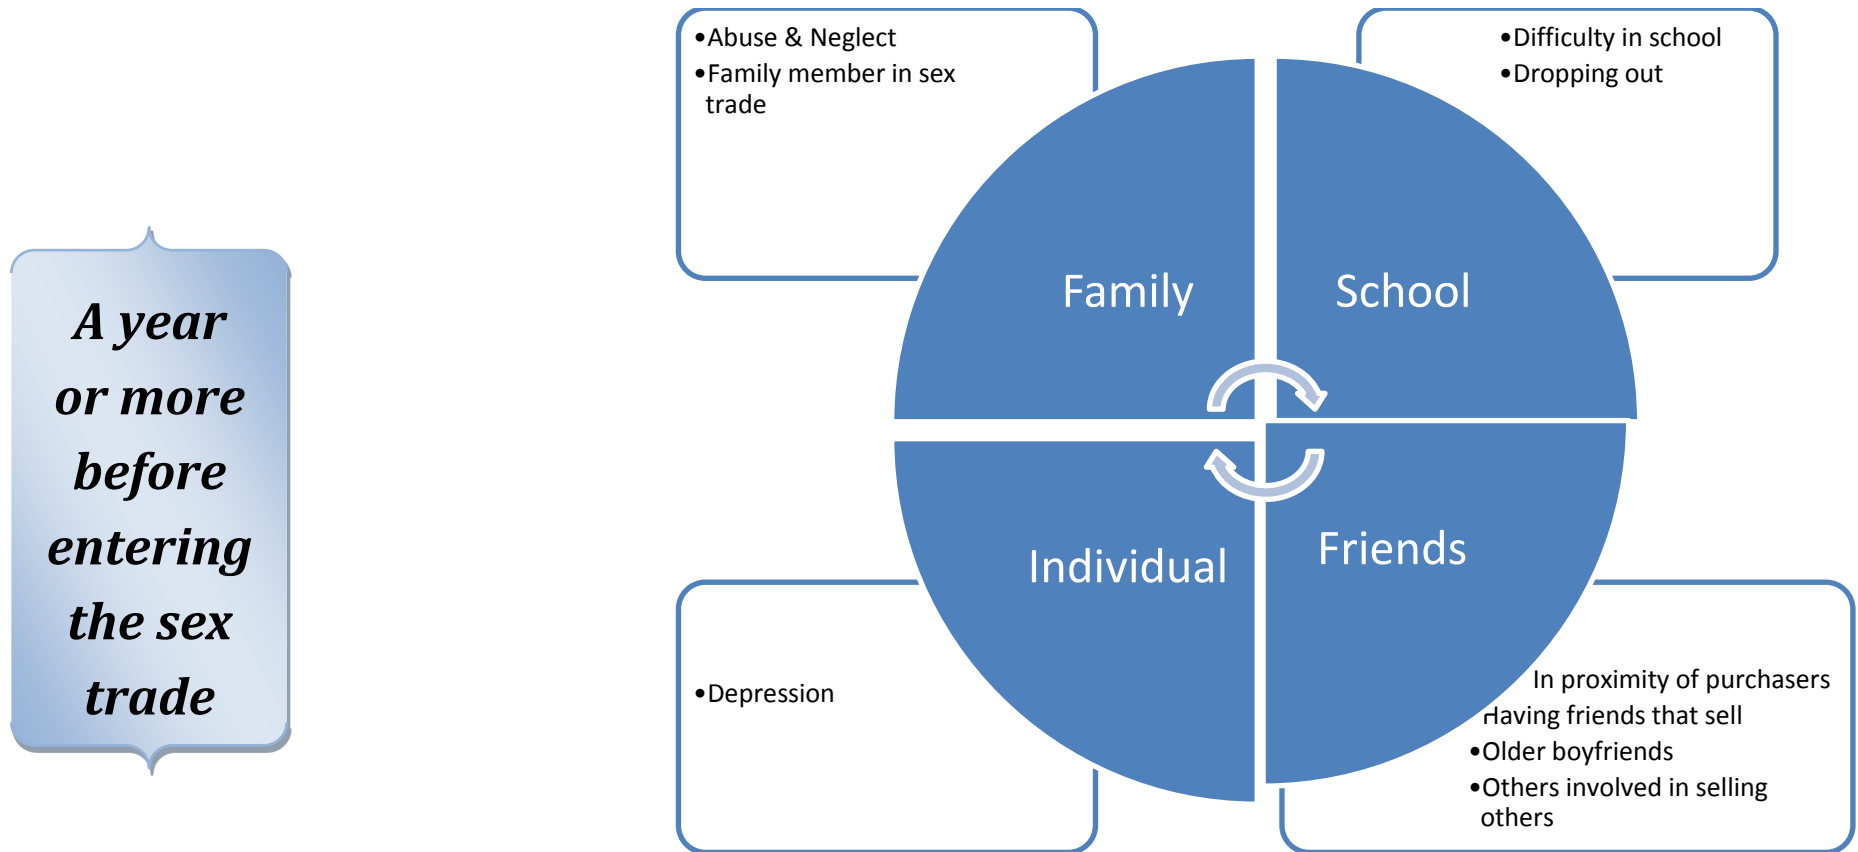 A year
or more
before
entering
the sex
trade
•Abuse & Neglect
•Family member in sex
trade
•Difficulty in school
•Dropping out
Family
School
Individual
Friends
•Depression
In proximity of purchasers
Having friends that sell
•Older boyfriends
•Others involved in selling
others